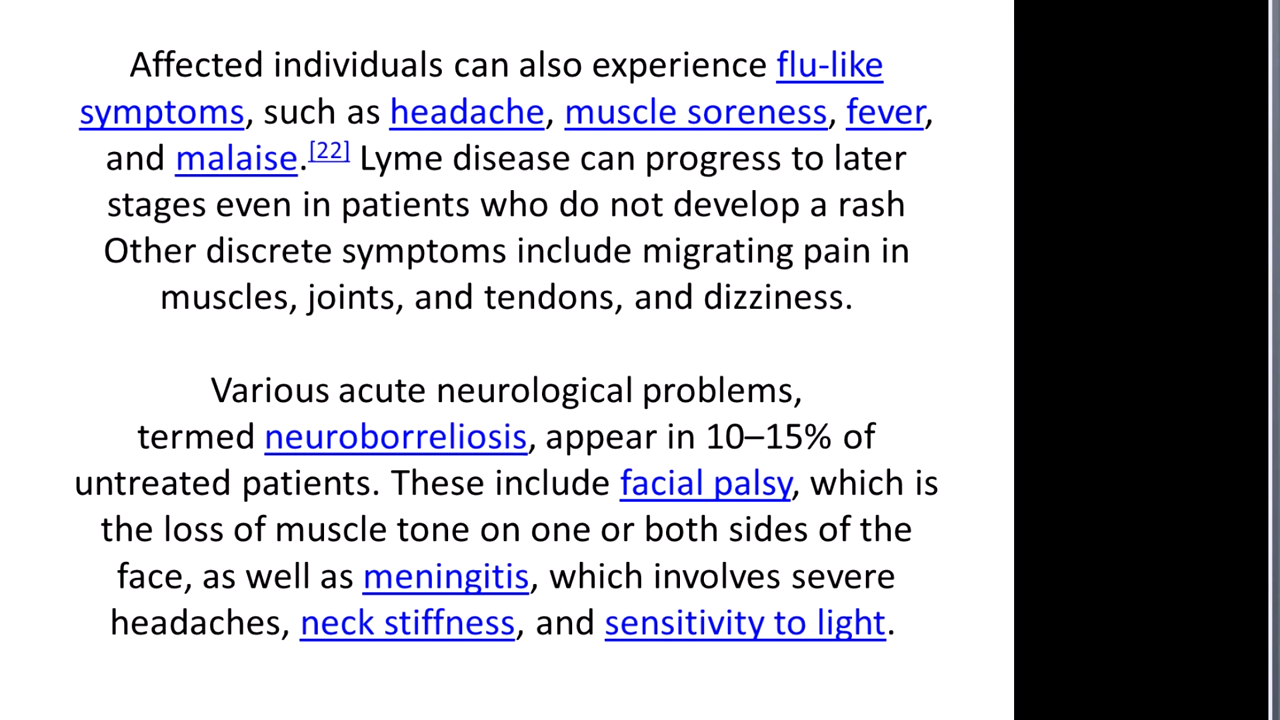 Affected individuals can also experience flu-like
symptoms, such as headache, muscle soreness, fever,
and malaise.[22] Lyme disease can progress to later
stages even in patients who do not develop a rash
Other discrete symptoms include migrating pain in
muscles, joints, and tendons, and dizziness.
Various acute neurological problems,
termed neuroborreliosis, appear in 10–15% of
untreated patients. These include facial palsy, which is
the loss of muscle tone on one or both sides of the
face, as well as meningitis, which involves severe
headaches, neck stiffness, and sensitivity to light.